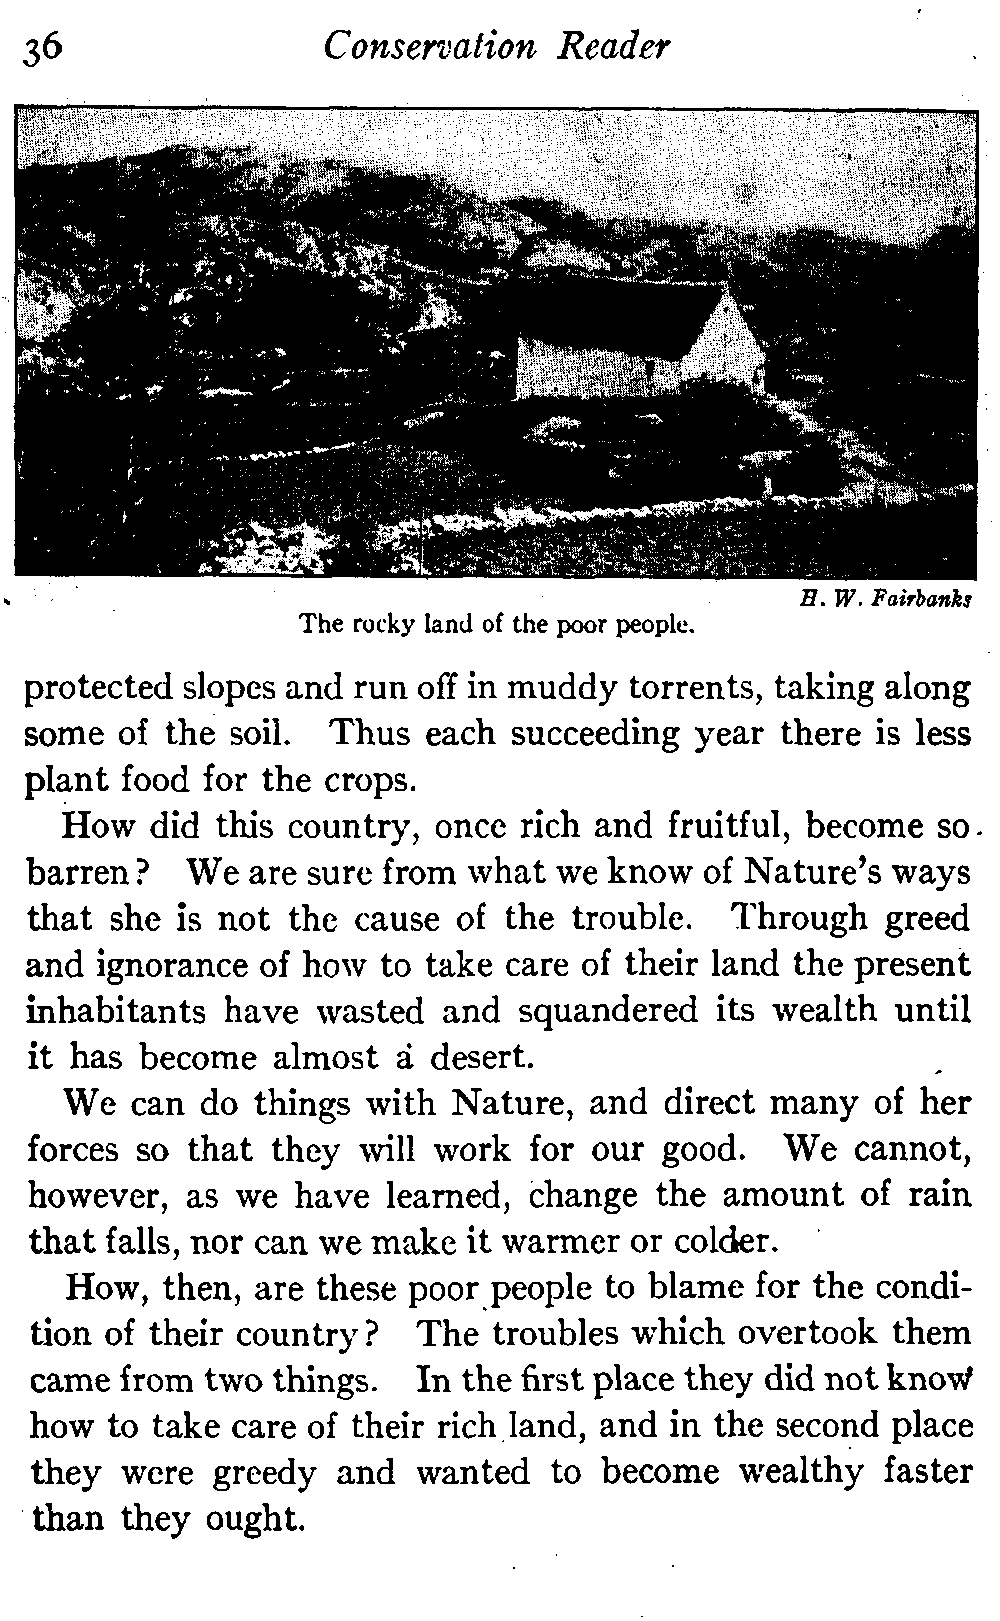 36 Conservation Reader
H. W. Fairbanks
The rocky land of the poor people.
protected slopes and run off in muddy torrents, taking along
some of the soil. Thus each succeeding year there is less
plant food for the crops.
How did this country, once rich and fruitful, become so
barren? We are sure from what we know of Nature's ways
that she is not the cause of the trouble. Through greed
and ignorance of how to take care of their land the present
inhabitants have wasted and squandered its wealth until
it has become almost a desert.
We can do things with Nature, and direct many of her
forces so that they will work for our good. We cannot,
however, as we have learned, change the amount of rain
that falls, nor can we make it warmer or colder.
How, then, are these poor people to blame for the condi-
tion of their country? The troubles which overtook them
came from two things. In the first place they did not know
how to take care of their rich land, and in the second place
they were greedy and wanted to become wealthy faster
than they ought.